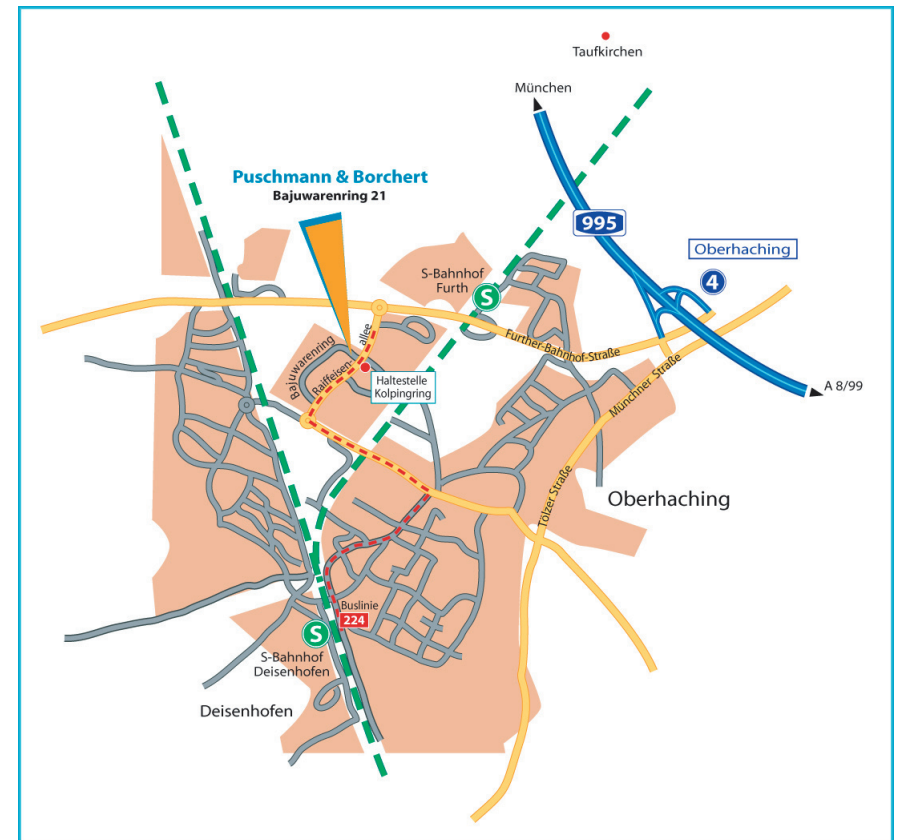 Taufkirchen
München
Puschmann & Borchert
Bajuwarenring 21
995
Oberhaching
4
S-Bahnhof
Furth
S
Further-Bahnhof-Straße
Münchner Straße
A 8/99
Bajuwarenring
Raiffeisen-
allee
Haltestelle
Kolpingring
Tölzer Straße
Oberhaching
Buslinie
224
S
S-Bahnhof
Deisenhofen
Deisenhofen